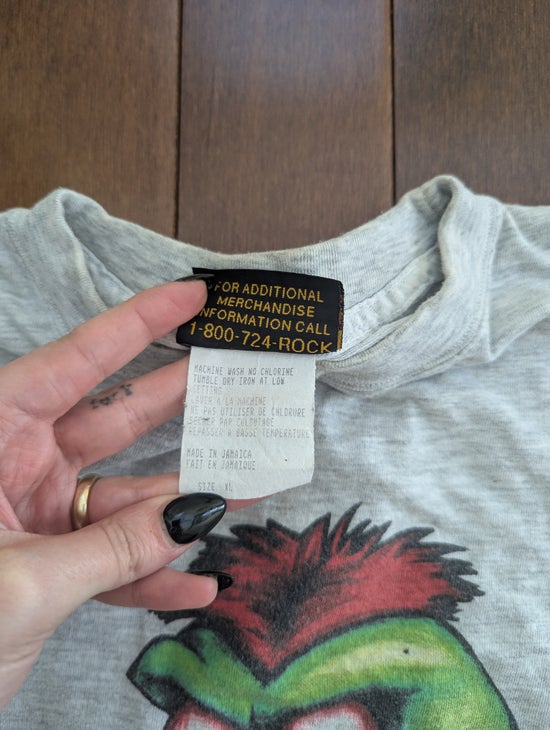 FOR ADDITIONAL
MERCHANDISE
INFORMATION CALL
1-800-724-ROCK
MACHINE WASH NO CHLORINE
TUMBLE DRY IRON AT LOW
SETTING
LAVER A LA MACHINE
NE PAS UTILISER DE CHLORURE
SECHER PAR CULBUTAGE
REPASSER A BASSE TEMPERATURE
MADE IN JAMAICA
FAIT EN JAMAIQUE
SIZE XL